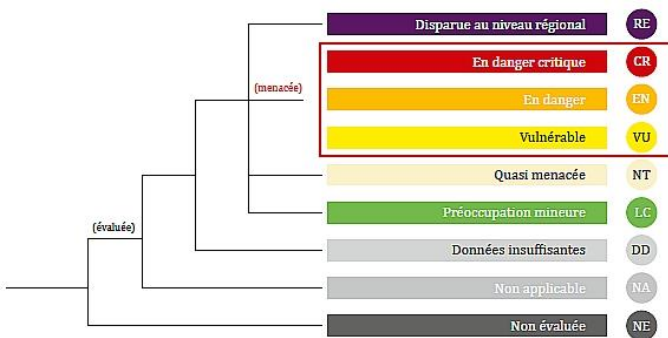 Disparue au niveau régional RE
En danger critique CR
(menacée)
En danger EN
Vulnérable VU
Quasi menacée NT
Préoccupation mineure LC
(évaluée)
Données insuffisantes DD
Non applicable NA
Non évaluée NE